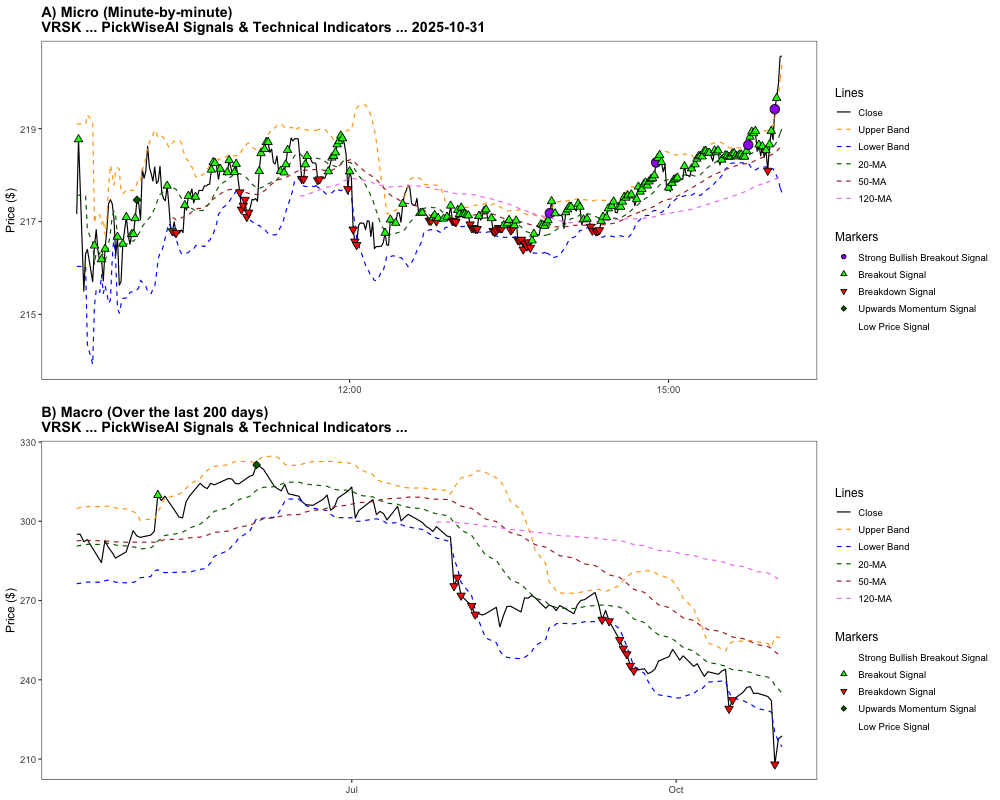 A) Micro (Minute-by-minute)
VRSK ... PickWiseAI Signals & Technical Indicators ... 2025-10-31
Price ($)
219
217
215
12:00
15:00
Lines
Close
Upper Band
Lower Band
20-MA
50-MA
120-MA
Markers
Strong Bullish Breakout Signal
Breakout Signal
Breakdown Signal
Upwards Momentum Signal
Low Price Signal
B) Macro (Over the last 200 days)
VRSK ... PickWiseAI Signals & Technical Indicators ...
Price ($)
330
300
270
240
210
Jul
Oct
Lines
Close
Upper Band
Lower Band
20-MA
50-MA
120-MA
Markers
Strong Bullish Breakout Signal
Breakout Signal
Breakdown Signal
Upwards Momentum Signal
Low Price Signal